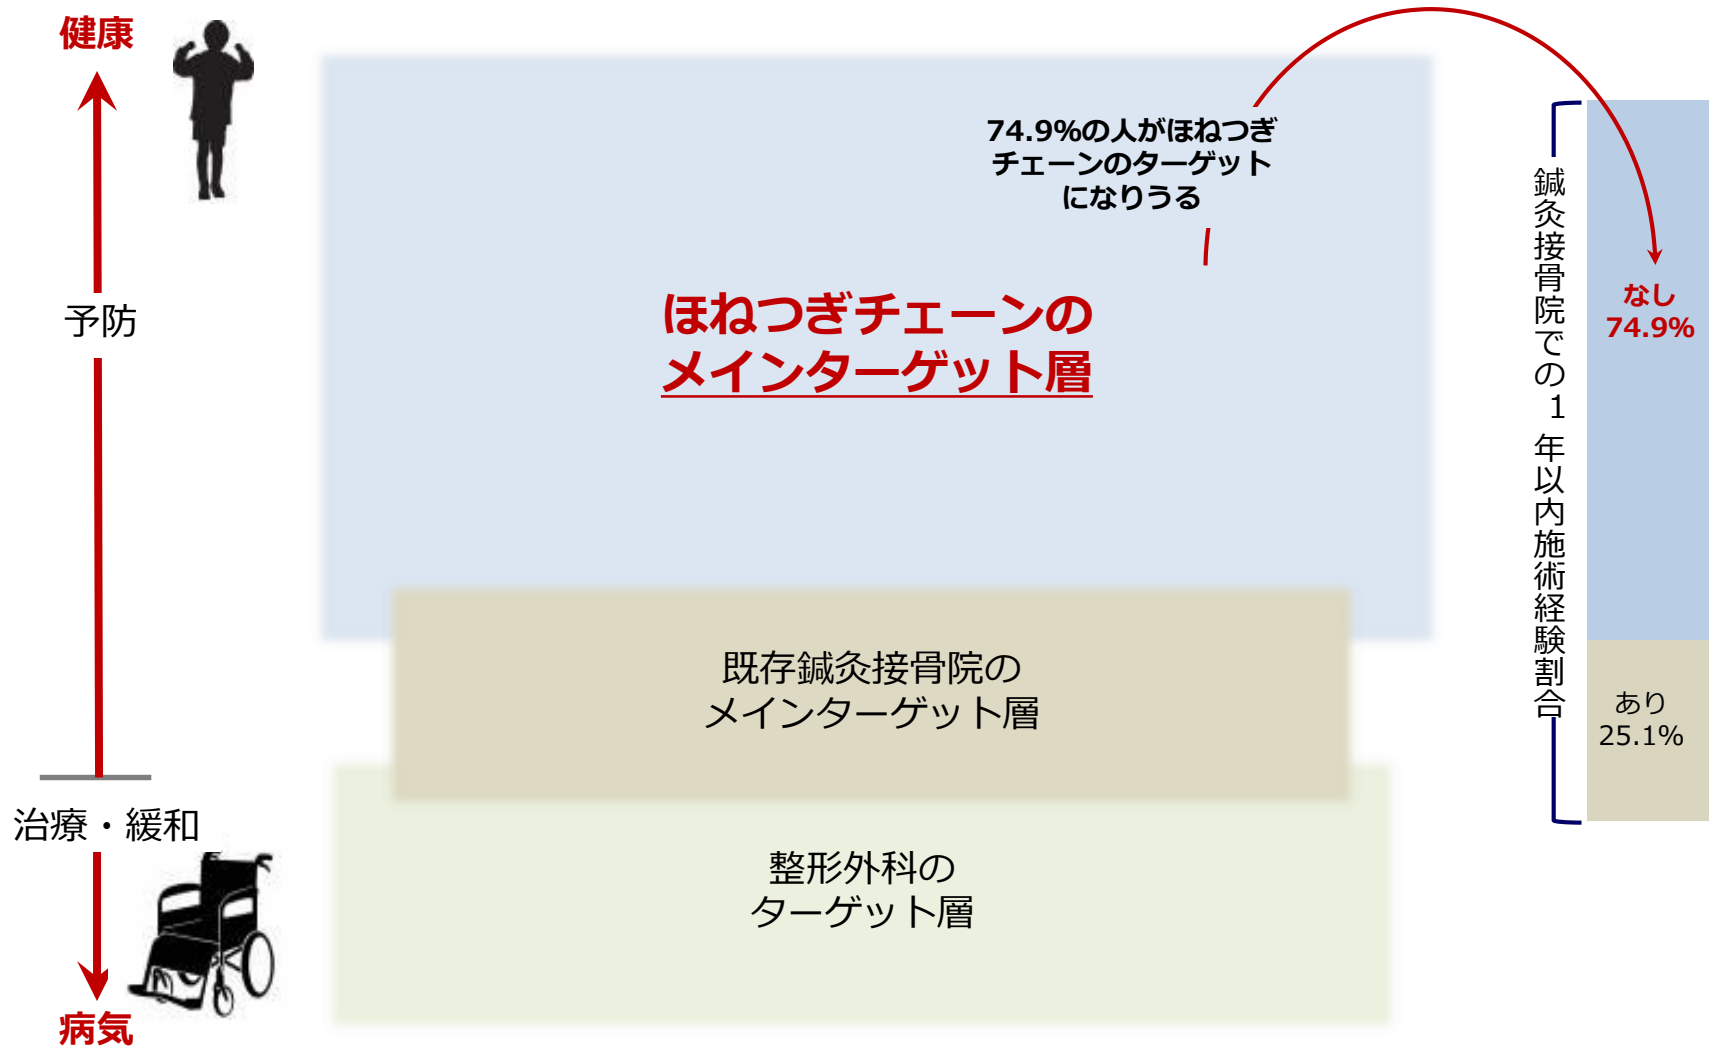 健康
予防
治療・緩和
病気
74.9%の人がほねつぎ
チェーンのターゲット
になりうる
ほねつぎチェーンの
メインターゲット層
既存鍼灸接骨院の
メインターゲット層
整形外科の
ターゲット層
鍼灸接骨院での1年以内施術経験割合
なし
74.9%
あり
25.1%